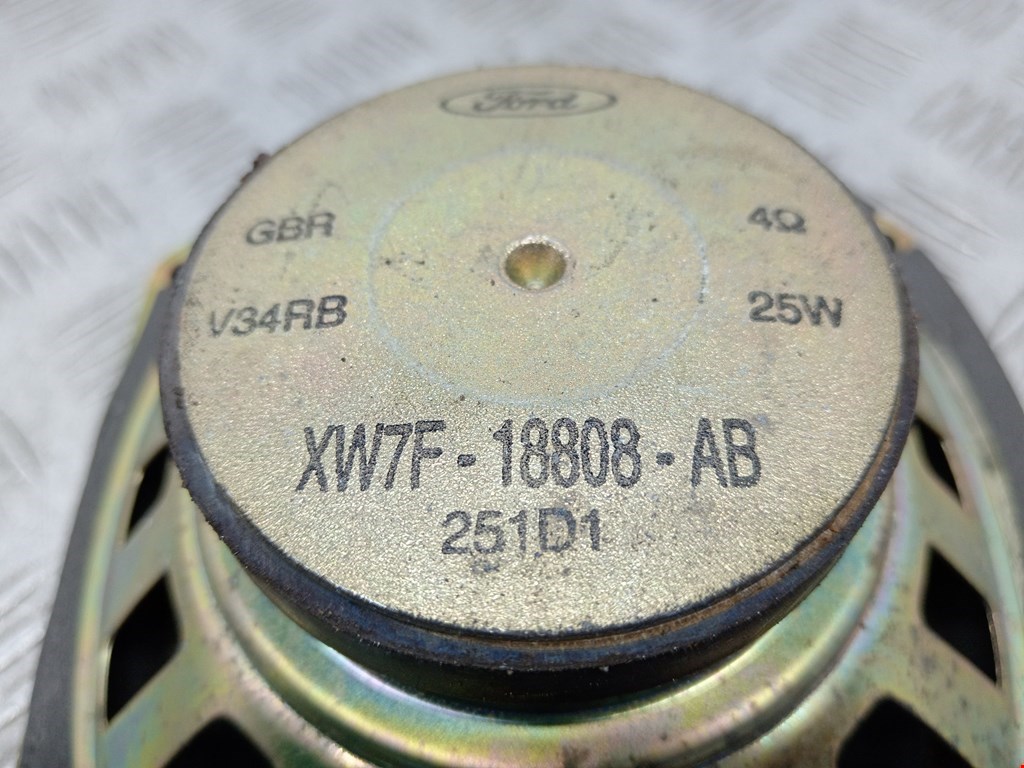 Ford
GBR 4Ω
V34RB 25W
XW7F - 18808 - AB
251D1